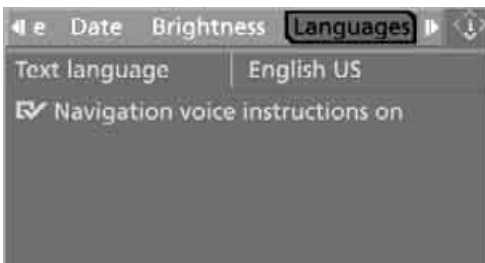 e Date Brightness Languages
Text language English US
Navigation voice instructions on